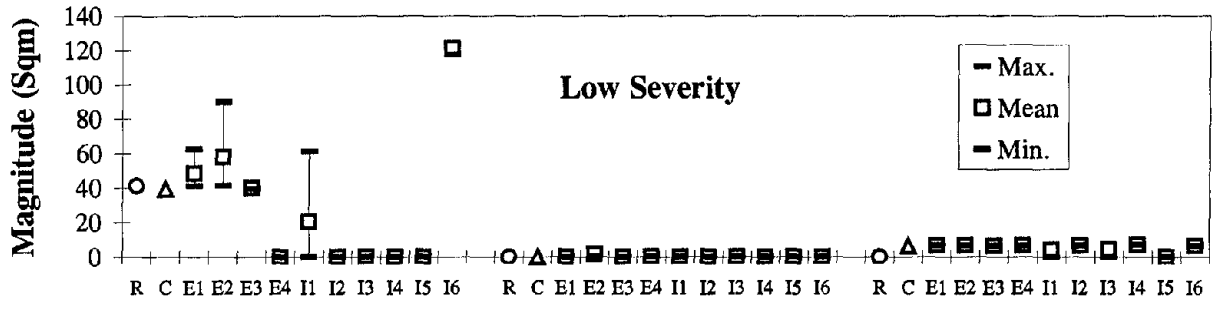 140
120
100
80
60
40
20
0
Magnitude (Sqm)
Low Severity
Max.
Mean
Min.
R C E1 E2 E3 E4 I1 I2 I3 I4 I5 I6 R C E1 E2 E3 E4 I1 I2 I3 I4 I5 I6 R C E1 E2 E3 E4 I1 I2 I3 I4 I5 I6